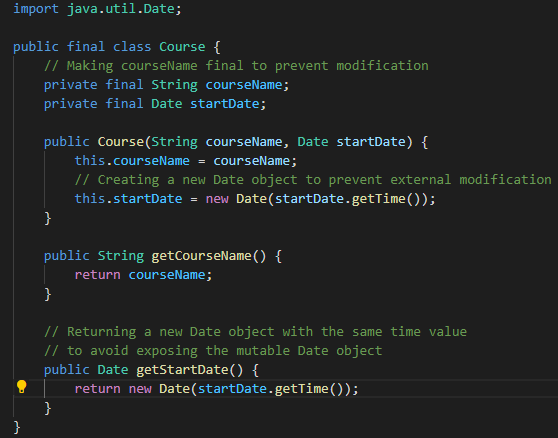 import java.util.Date;
public final class Course {
// Making courseName final to prevent modification
private final String courseName;
private final Date startDate;
public Course(String courseName, Date startDate) {
this.courseName = courseName;
// Creating a new Date object to prevent external modification
this.startDate = new Date(startDate.getTime());
}
public String getCourseName() {
return courseName;
}
// Returning a new Date object with the same time value
// to avoid exposing the mutable Date object
public Date getStartDate() {
return new Date(startDate.getTime());
}
}